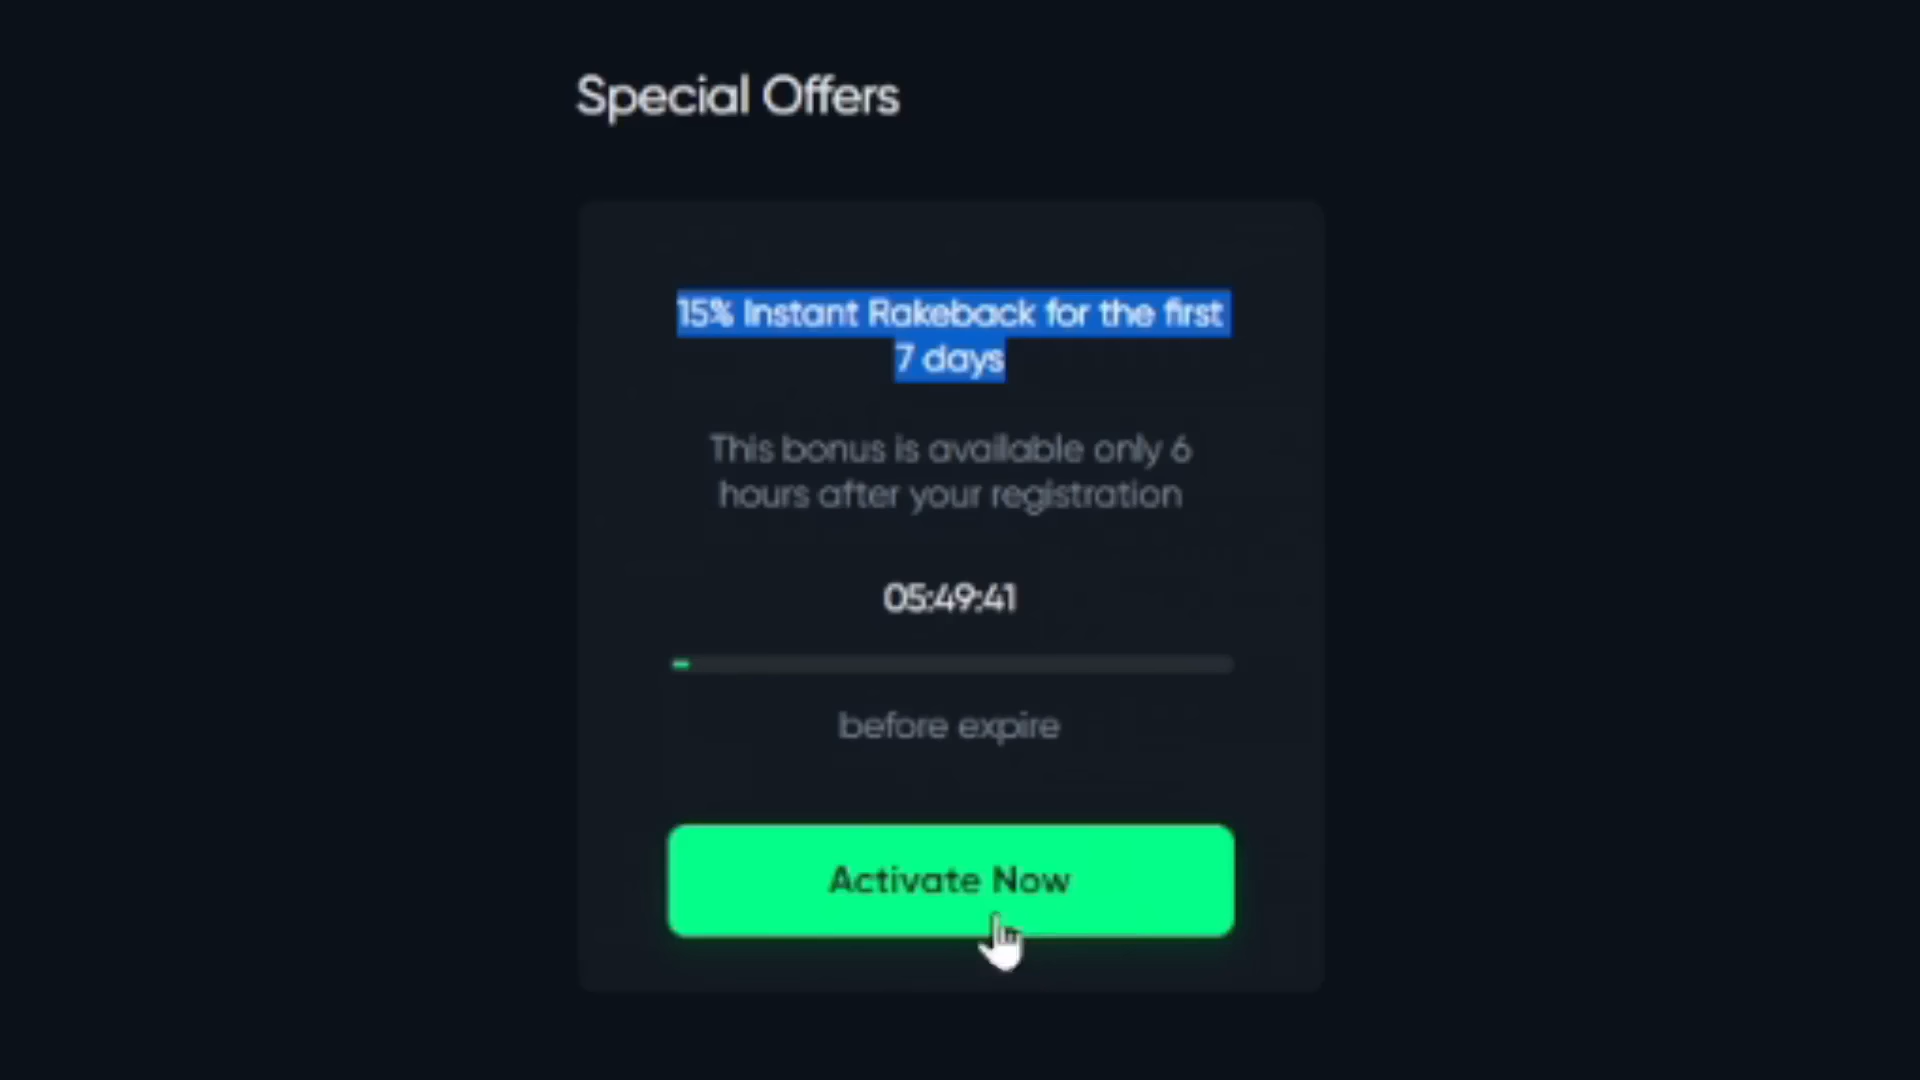 Special Offers
15% Instant Rakeback for the first
7 days
This bonus is available only 6
hours after your registration
05:49:41
before expire
Activate Now